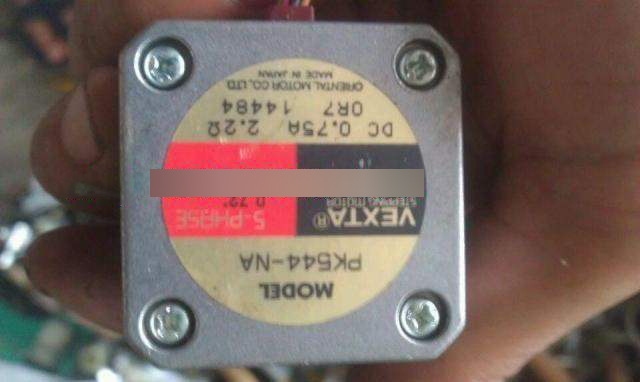 MODEL
PK544-NA
VEXTA® 5-PHASE
STEPPING MOTOR 0.72°
DC 0.75A 2.2Ω
0R7 14484
ORIENTAL MOTOR CO.,LTD.
MADE IN JAPAN